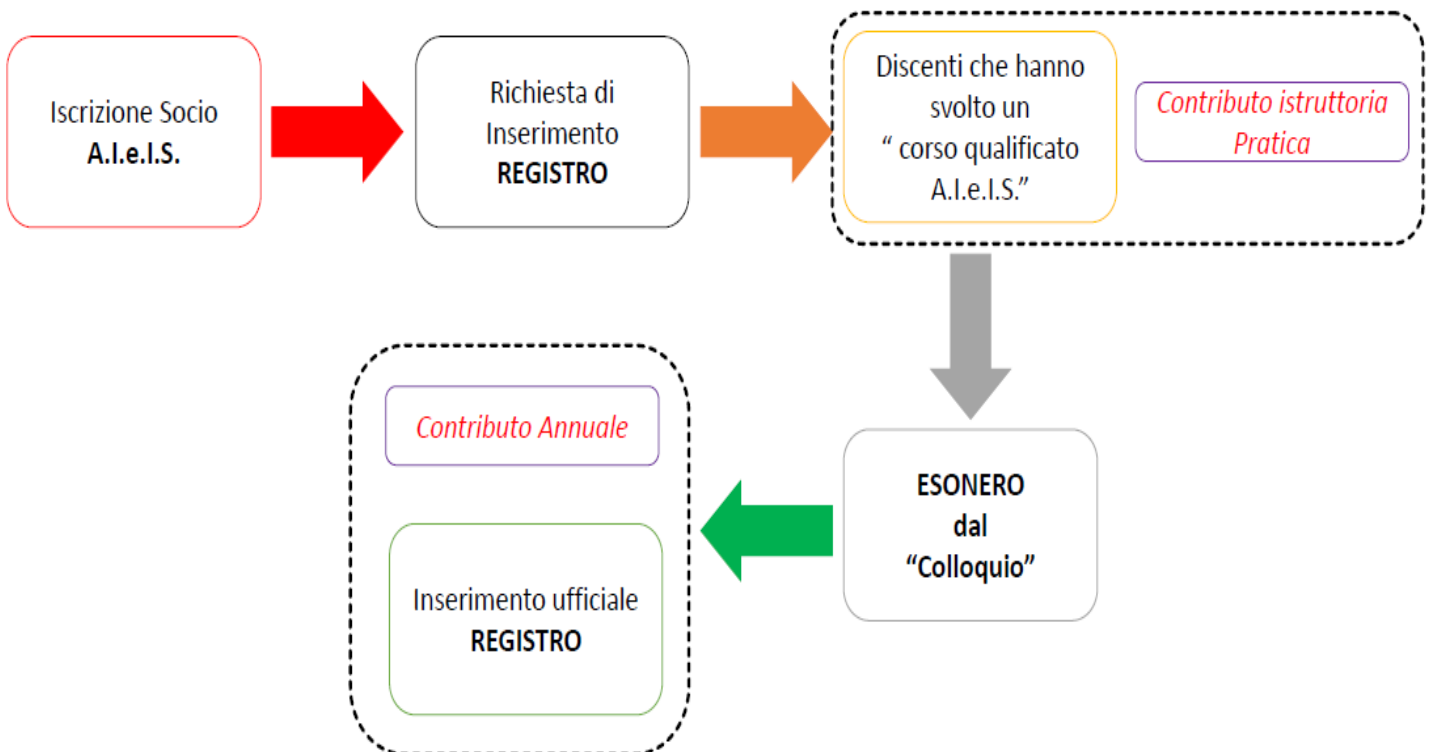 Iscrizione Socio
A.I.e.I.S.
Richiesta di
Inserimento
REGISTRO
Discenti che hanno
svolto un
“ corso qualificato
A.I.e.I.S.”
Contributo istruttoria
Pratica
ESONERO
dal
“Colloquio”
Contributo Annuale
Inserimento ufficiale
REGISTRO